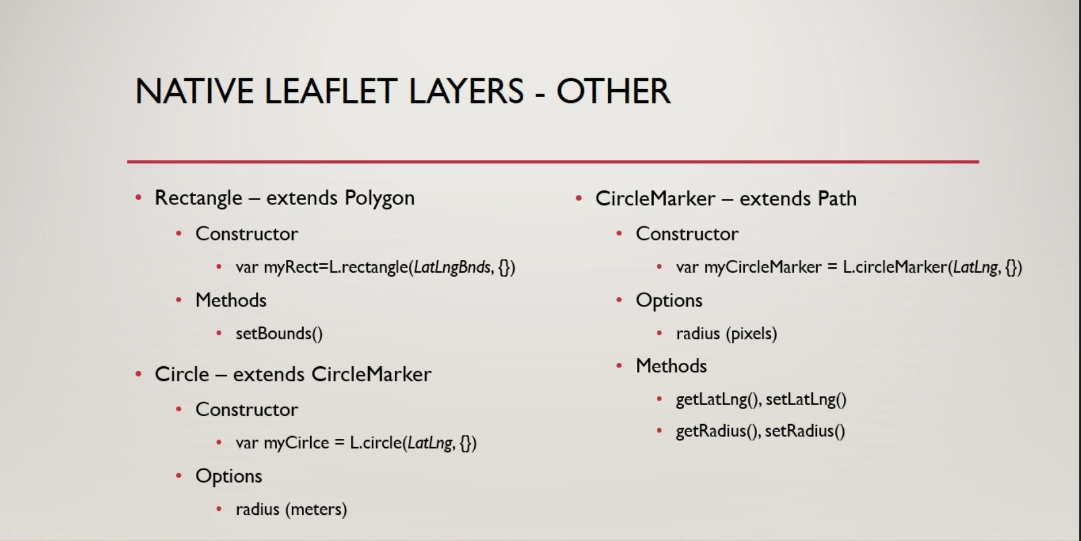 NATIVE LEAFLET LAYERS - OTHER
• Rectangle – extends Polygon
• Constructor
• var myRect=L.rectangle(LatLngBnds, {})
• Methods
• setBounds()
• Circle – extends CircleMarker
• Constructor
• var myCirlce = L.circle(LatLng, {})
• Options
• radius (meters)
• CircleMarker – extends Path
• Constructor
• var myCircleMarker = L.circleMarker(LatLng, {})
• Options
• radius (pixels)
• Methods
• getLatLng(), setLatLng()
• getRadius(), setRadius()